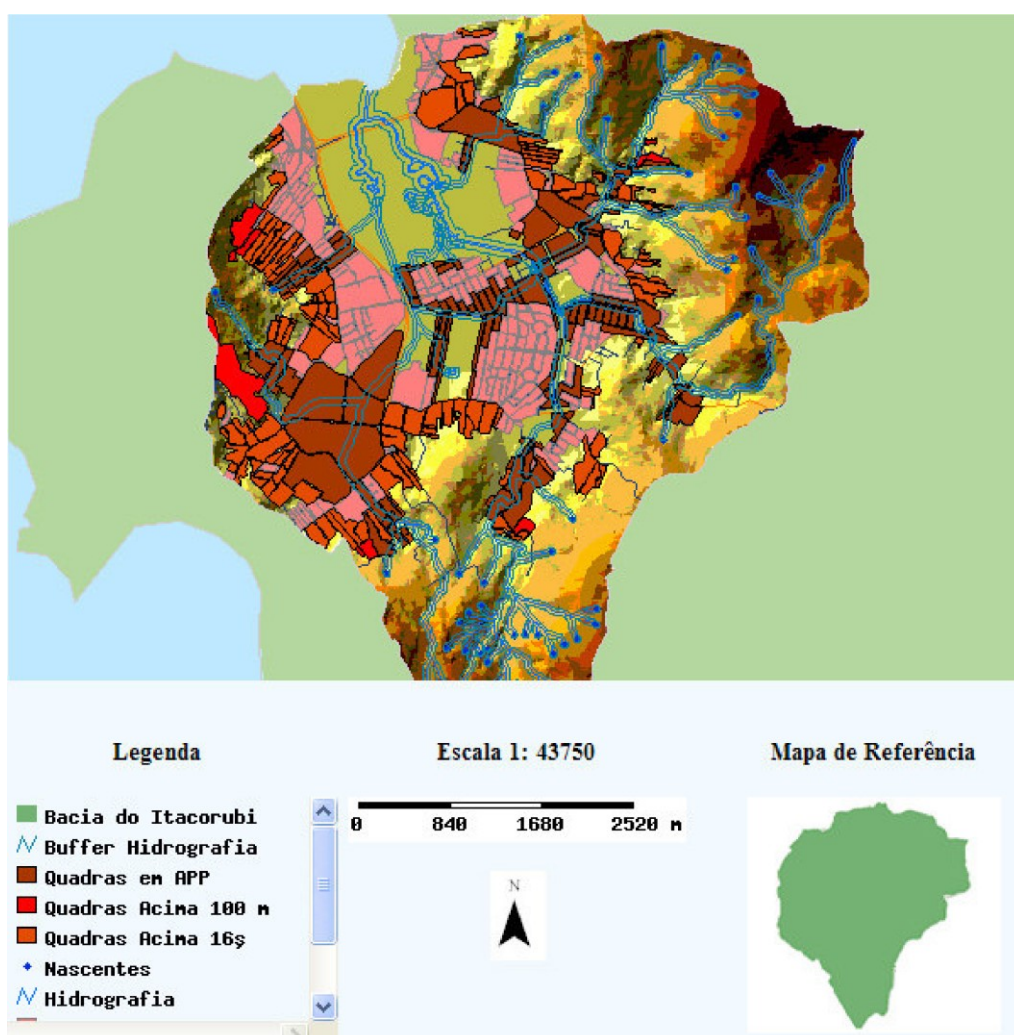 Legenda
Bacia do Itacorubi
Buffer Hidrografia
Quadras em APP
Quadras Acima 100 m
Quadras Acima 16ş
Nascentes
Hidrografia
Escala 1: 43750
0 840 1680 2520 m
N
Mapa de Referência